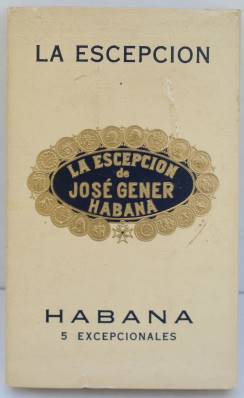 LA ESCEPCION
LA ESCEPCION
de
JOSÉ GENER
HABANA
HABANA
5 EXCEPCIONALES